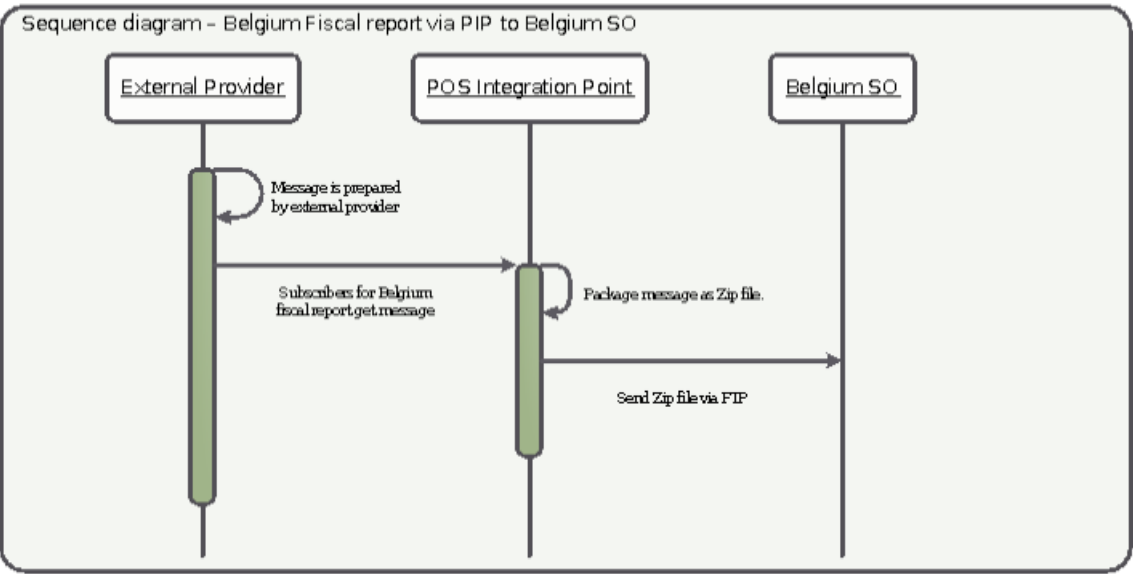 Sequence diagram – Belgium Fiscal report via PIP to Belgium SO
External Provider
POS Integration Point
Belgium SO
Message is prepared
by external provider
Subscribers for Belgium
fiscal report get message
Package message as Zip file.
Send Zip file via FTP